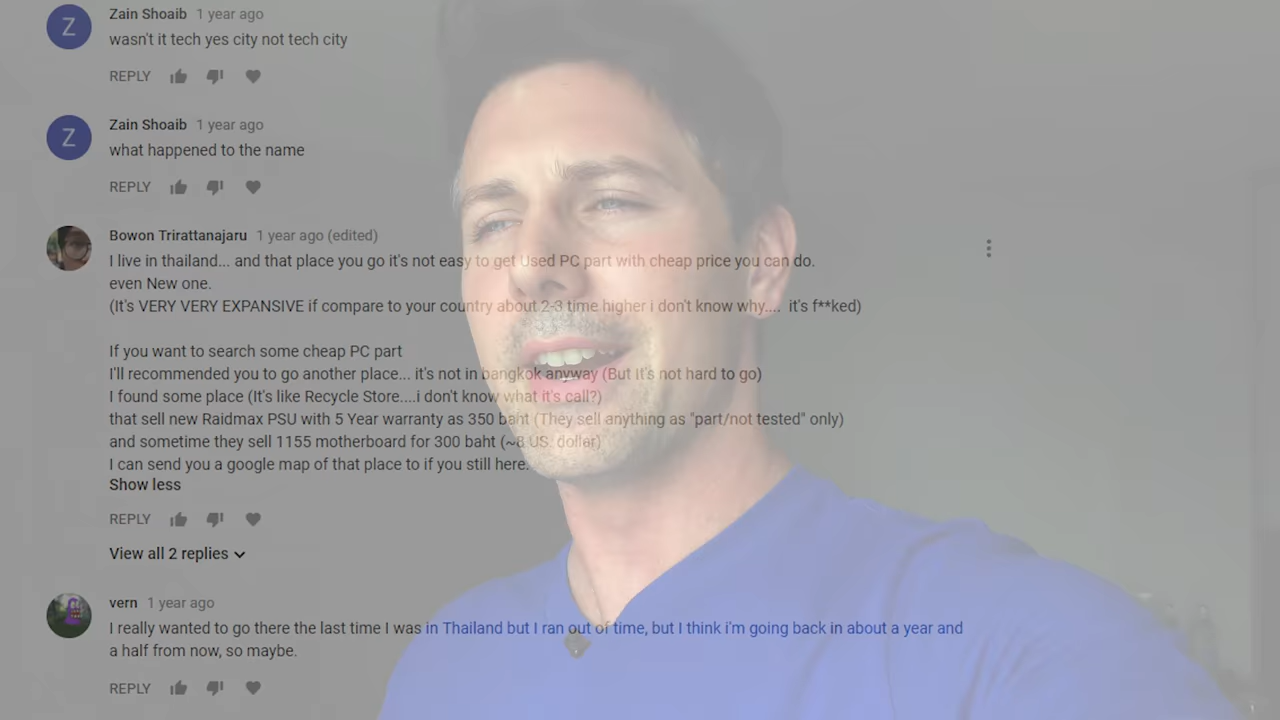 Zain Shoaib 1 year ago
wasn't it tech yes city not tech city
REPLY
Z
Zain Shoaib 1 year ago
what happened to the name
REPLY
Z
Bowon Trirattanajaru 1 year ago (edited)
I live in thailand... and that place you go it's not easy to get Used PC part with cheap price you can do.
even New one.
(It's VERY VERY EXPANSIVE if compare to your country about 2-3 time higher i don't know why.... it's f**ked)
If you want to search some cheap PC part
I'll recommended you to go another place... it's not in bangkok anyway (But It's not hard to go)
I found some place (It's like Recycle Store....i don't know what it's call?)
that sell new Raidmax PSU with 5 Year warranty as 350 baht (They sell anything as "part/not tested" only)
and sometime they sell 1155 motherboard for 300 baht (~8 US. doller)
I can send you a google map of that place to if you still here.
Show less
REPLY
View all 2 replies
vern 1 year ago
I really wanted to go there the last time I was in Thailand but I ran out of time, but I think i'm going back in about a year and
a half from now, so maybe.
REPLY